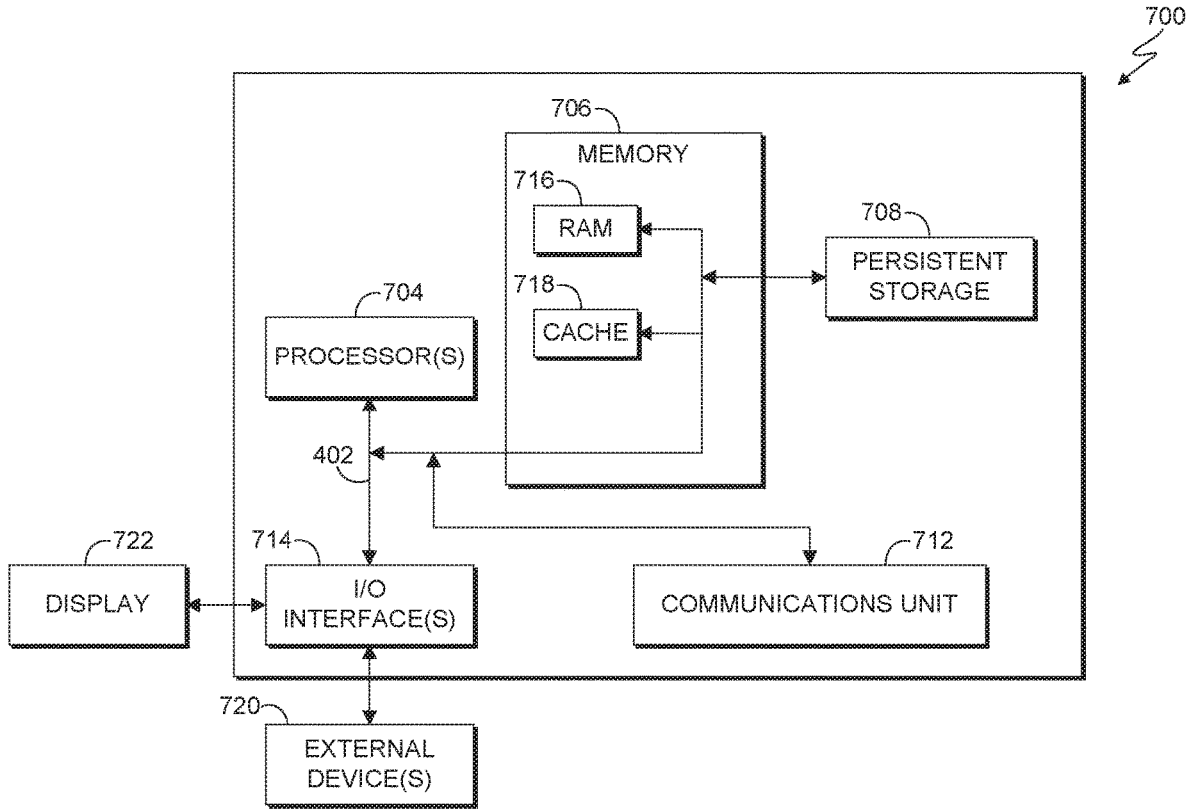 700
706
MEMORY
716
RAM
708
PERSISTENT
STORAGE
718
CACHE
704
PROCESSOR(S)
402
722
DISPLAY
714
I/O
INTERFACE(S)
712
COMMUNICATIONS UNIT
720
EXTERNAL
DEVICE(S)